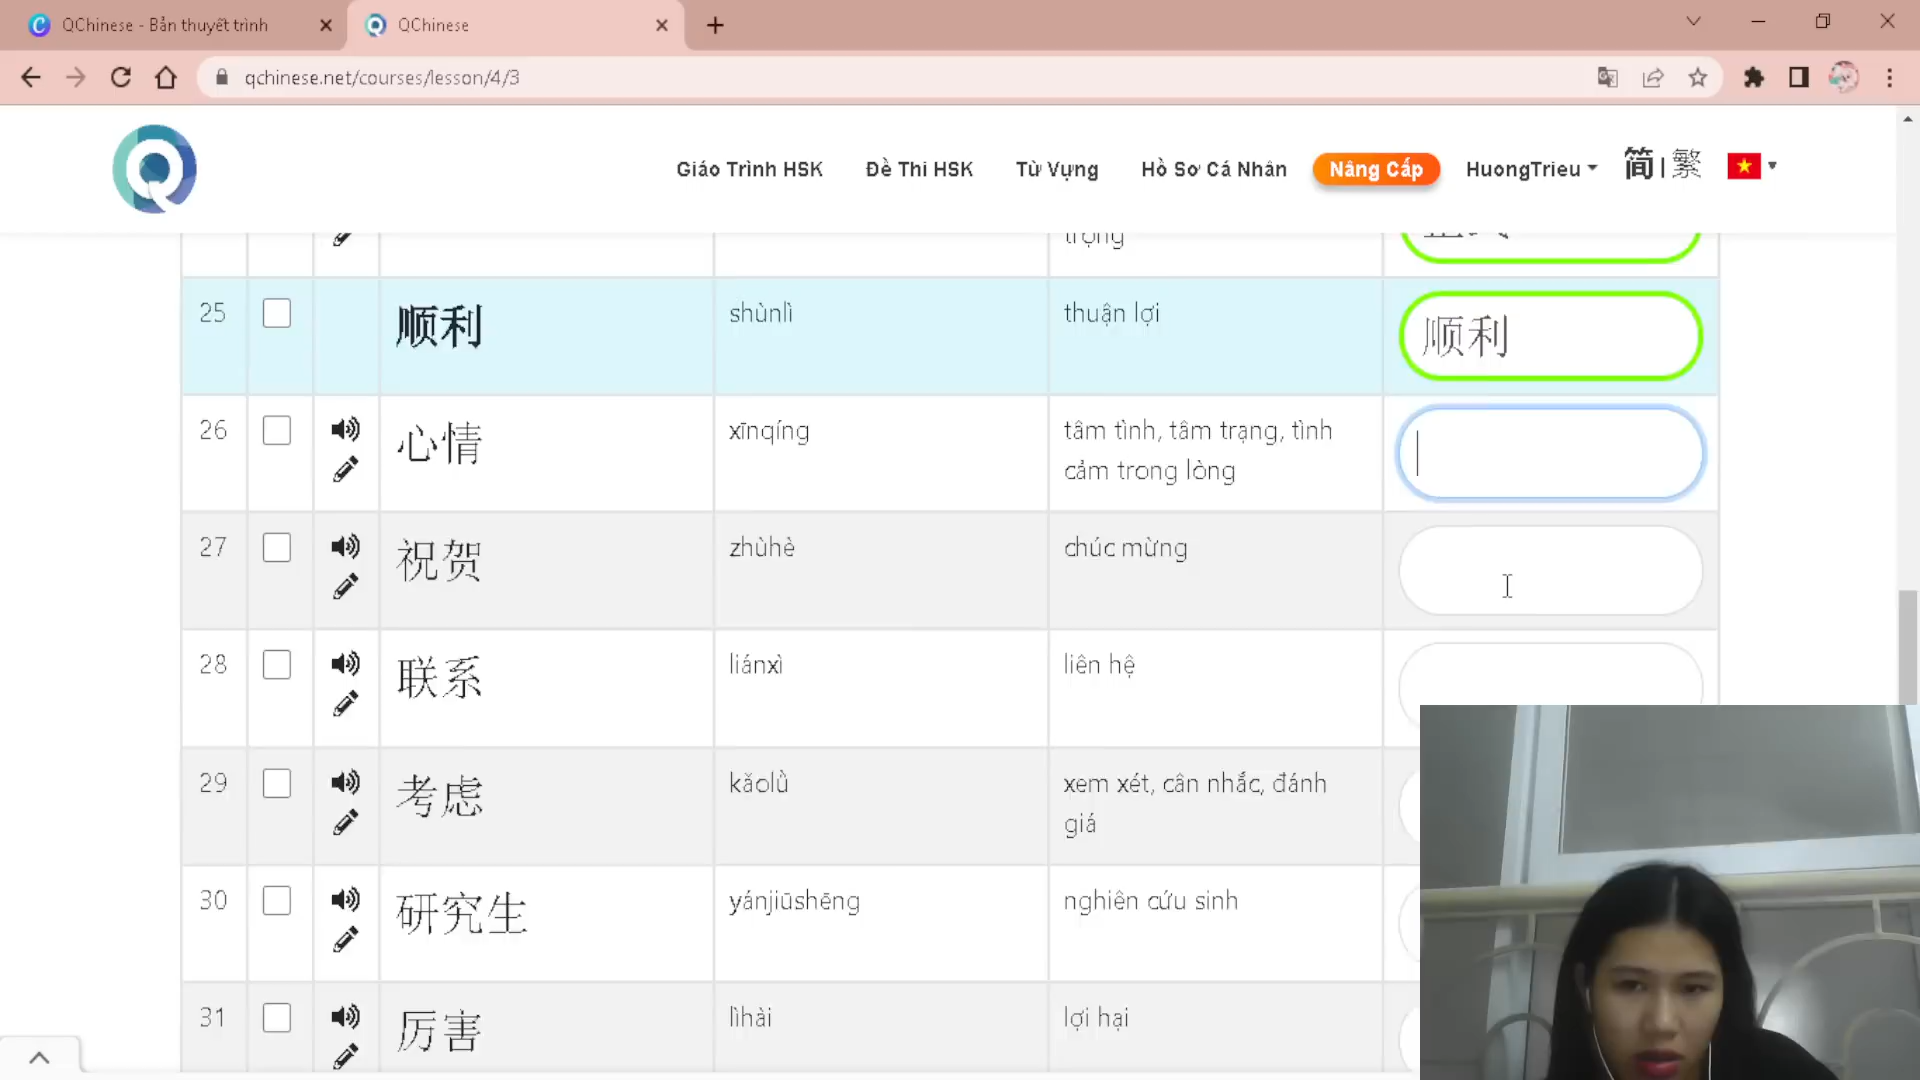 QChinese - Bản thuyết trình
QChinese
qchinese.net/courses/lesson/4/3
Giáo Trình HSK
Đề Thi HSK
Từ Vựng
Hồ Sơ Cá Nhân
Nâng Cấp
HuongTrieu
简 | 繁
trọng
25 顺利 shùnlì thuận lợi 顺利
26 心情 xīnqíng tâm tình, tâm trạng, tình
cảm trong lòng
27 祝贺 zhùhè chúc mừng
28 联系 liánxì liên hệ
29 考虑 kǎolǜ xem xét, cân nhắc, đánh
giá
30 研究生 yánjiūshēng nghiên cứu sinh
31 厉害 lìhài lợi hại